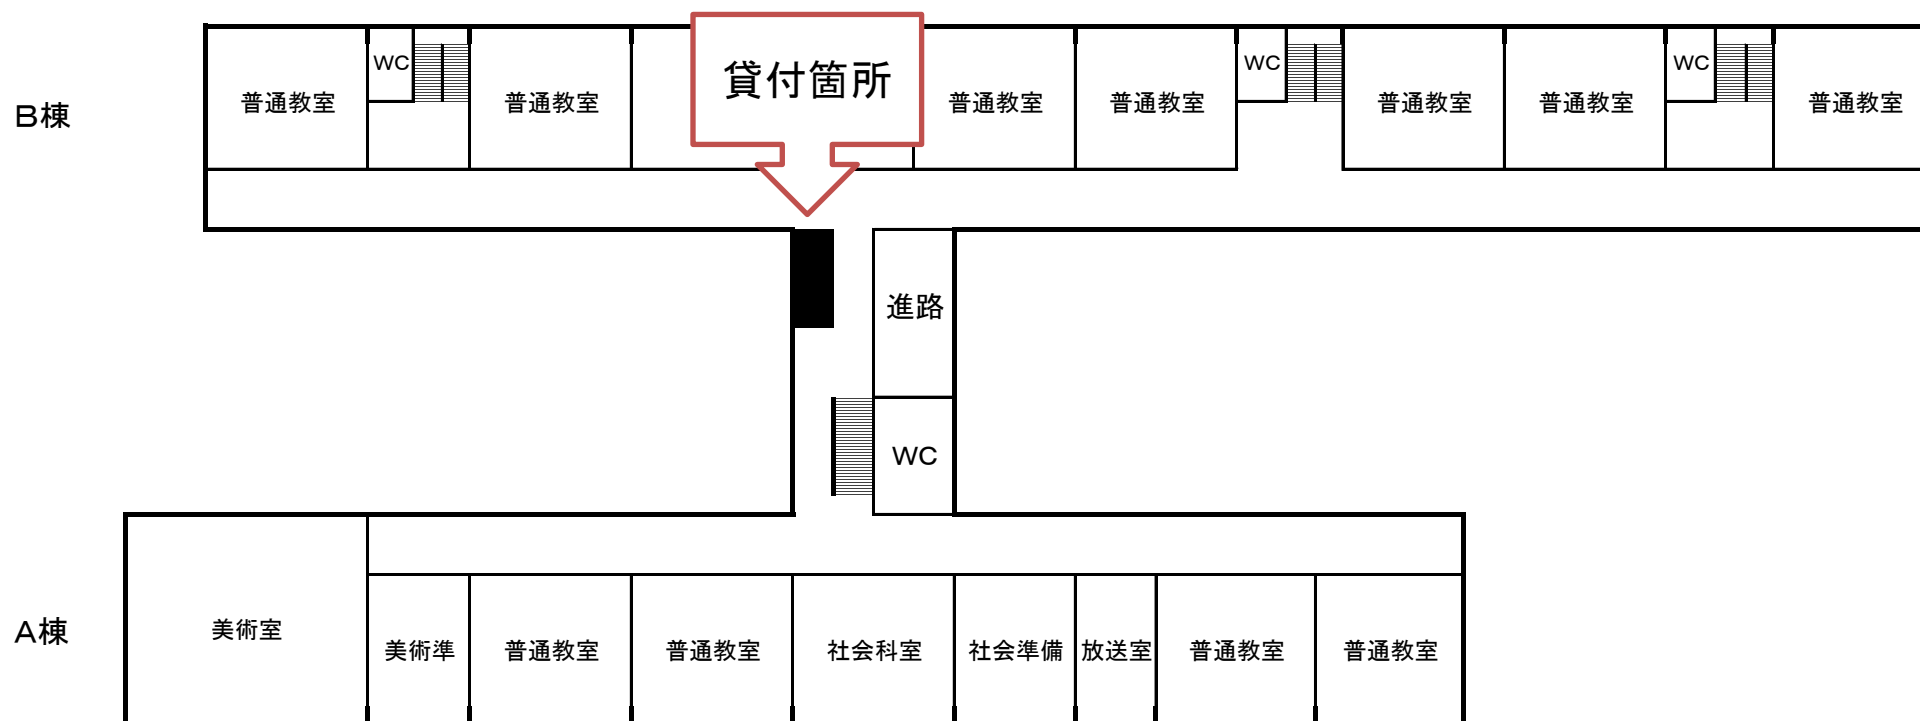 貸付箇所
B棟
普通教室
WC
普通教室
普通教室
普通教室
WC
普通教室
普通教室
WC
普通教室
進路
WC
A棟
美術室
美術準
普通教室
普通教室
社会科室
社会準備
放送室
普通教室
普通教室